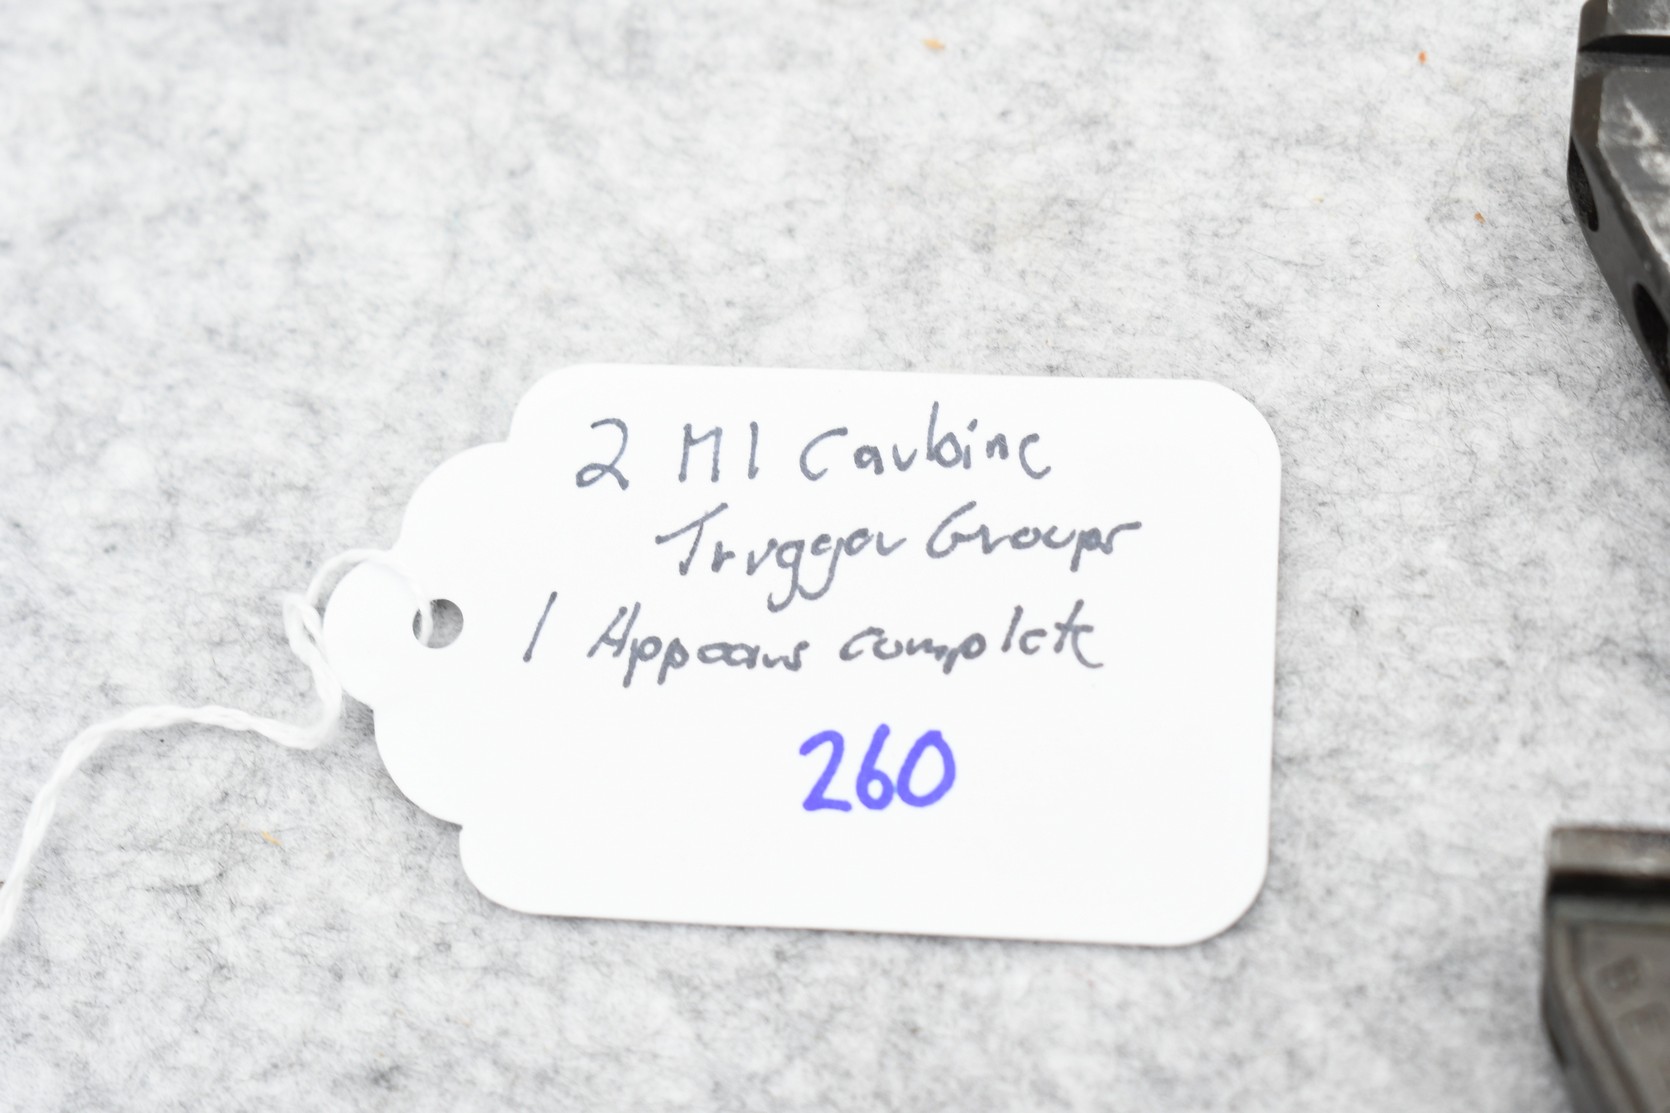 2 M1 Carbine
Trigger Groups
1 Appears complete
260